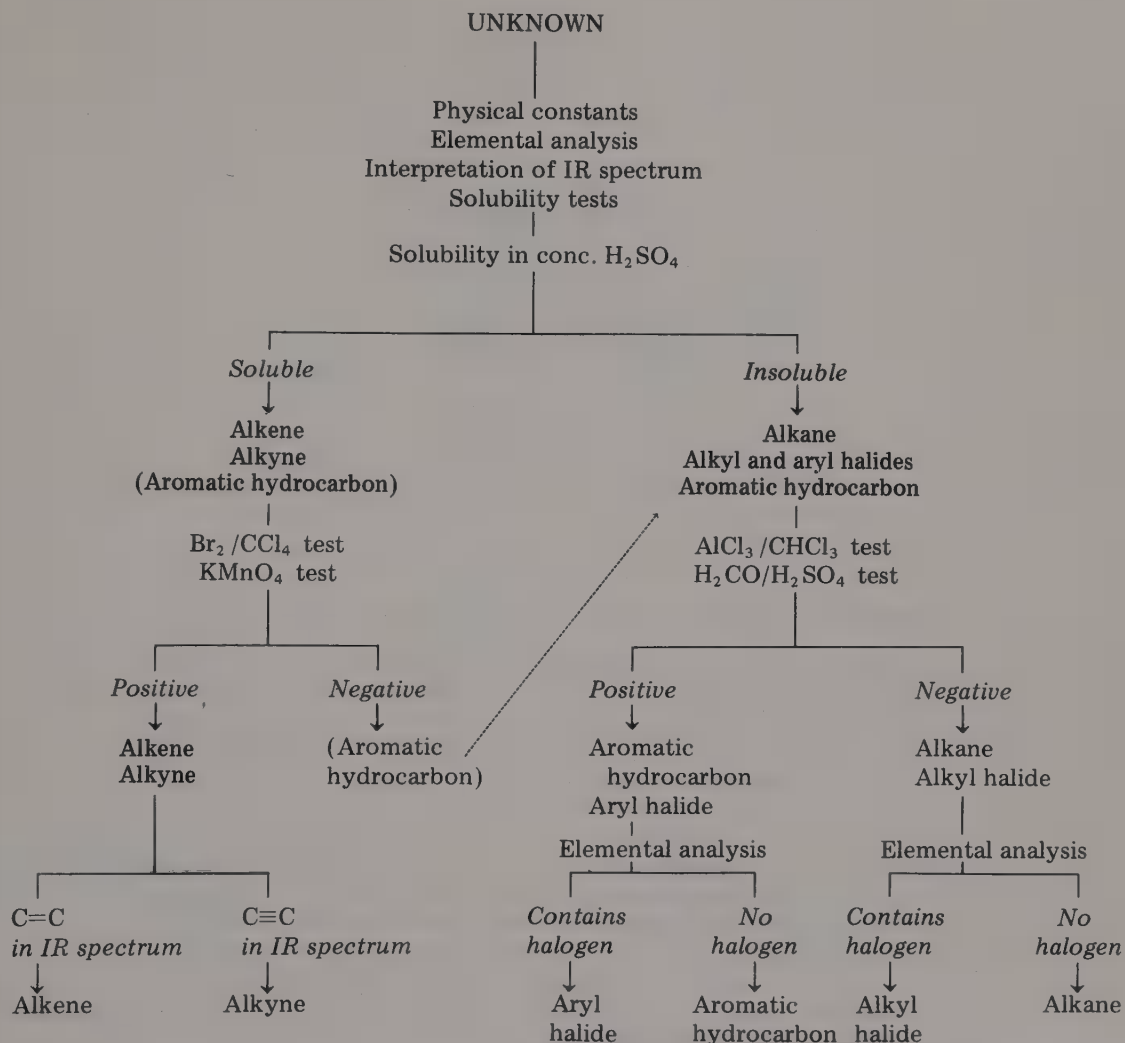 UNKNOWN
Physical constants
Elemental analysis
Interpretation of IR spectrum
Solubility tests
Solubility in conc. H₂SO₄
Soluble
Insoluble
Alkene
Alkyne
(Aromatic hydrocarbon)
Alkane
Alkyl and aryl halides
Aromatic hydrocarbon
Br₂/CCl₄ test
KMnO₄ test
AlCl₃/CHCl₃ test
H₂CO/H₂SO₄ test
Positive
Negative
Positive
Negative
Alkene
Alkyne
(Aromatic
hydrocarbon)
Aromatic
hydrocarbon
Aryl halide
Alkane
Alkyl halide
Elemental analysis
Elemental analysis
C=C
in IR spectrum
C≡C
in IR spectrum
Contains
halogen
No
halogen
Contains
halogen
No
halogen
Alkene
Alkyne
Aryl
halide
Aromatic
hydrocarbon
Alkyl
halide
Alkane